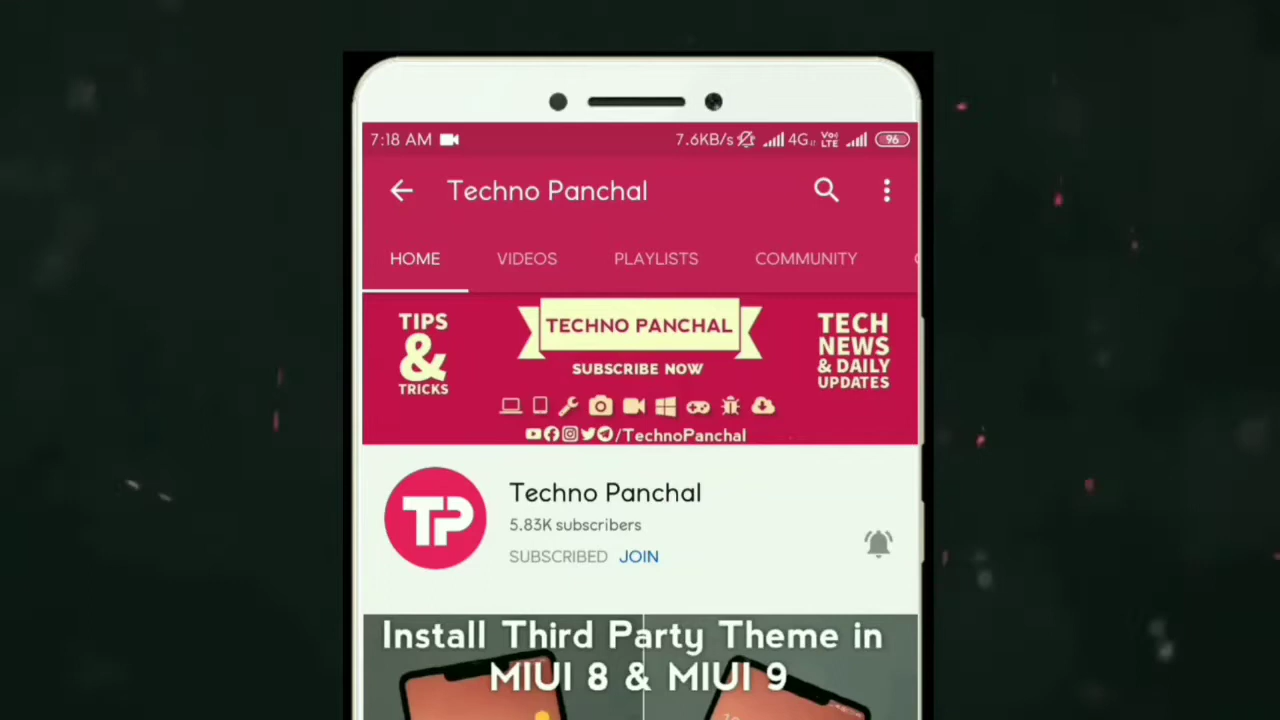 7:18 AM 7.6KB/s 4G Vo) LTE 96
Techno Panchal
HOME VIDEOS PLAYLISTS COMMUNITY
TIPS
&
TRICKS
TECHNO PANCHAL
SUBSCRIBE NOW
/TechnoPanchal
TECH
NEWS
& DAILY
UPDATES
TP
Techno Panchal
5.83K subscribers
SUBSCRIBED JOIN
Install Third Party Theme in
MIUI 8 & MIUI 9